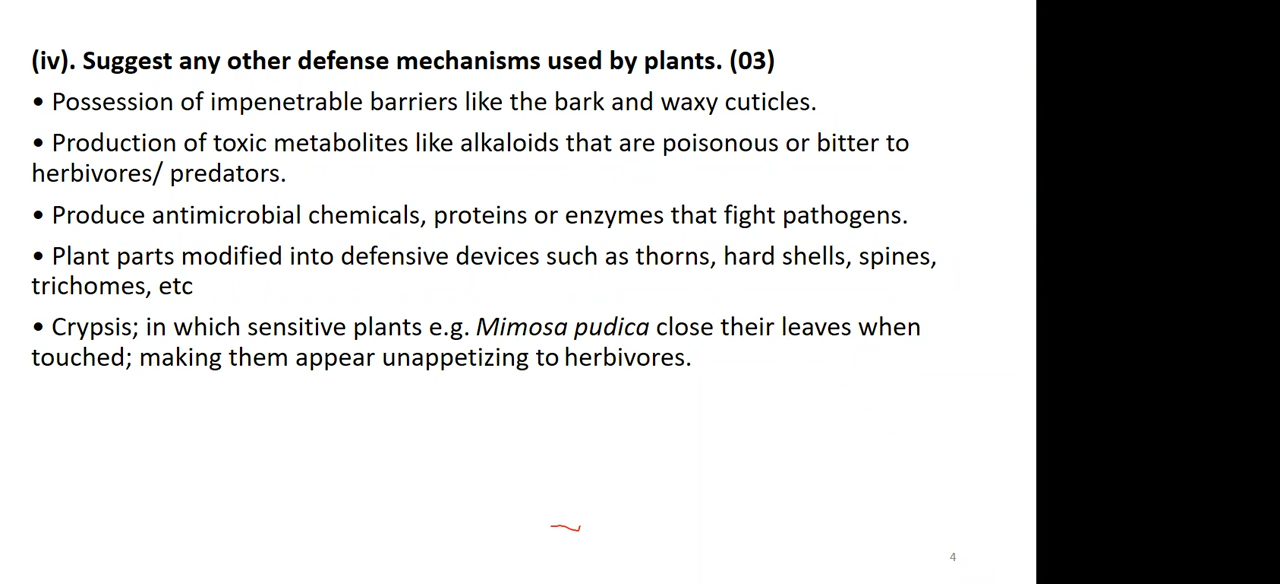 (iv). Suggest any other defense mechanisms used by plants. (03)
• Possession of impenetrable barriers like the bark and waxy cuticles.
• Production of toxic metabolites like alkaloids that are poisonous or bitter to
herbivores/ predators.
• Produce antimicrobial chemicals, proteins or enzymes that fight pathogens.
• Plant parts modified into defensive devices such as thorns, hard shells, spines,
trichomes, etc
• Crypsis; in which sensitive plants e.g. Mimosa pudica close their leaves when
touched; making them appear unappetizing to herbivores.
4